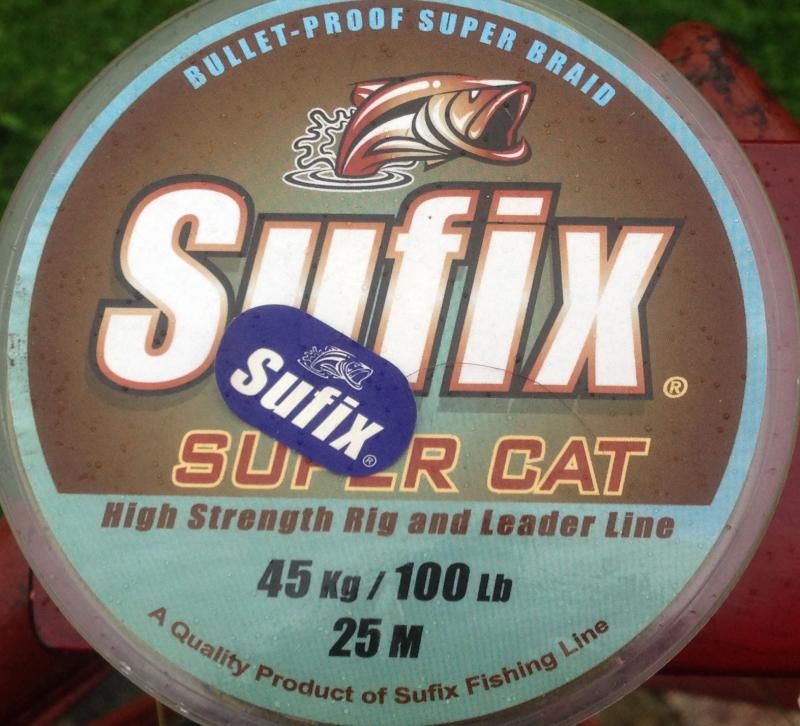 BULLET-PROOF SUPER BRAID
Sufix®
Sufix®
SUPER CAT
High Strength Rig and Leader Line
45 Kg / 100 Lb
25 M
A Quality Product of Sufix Fishing Line